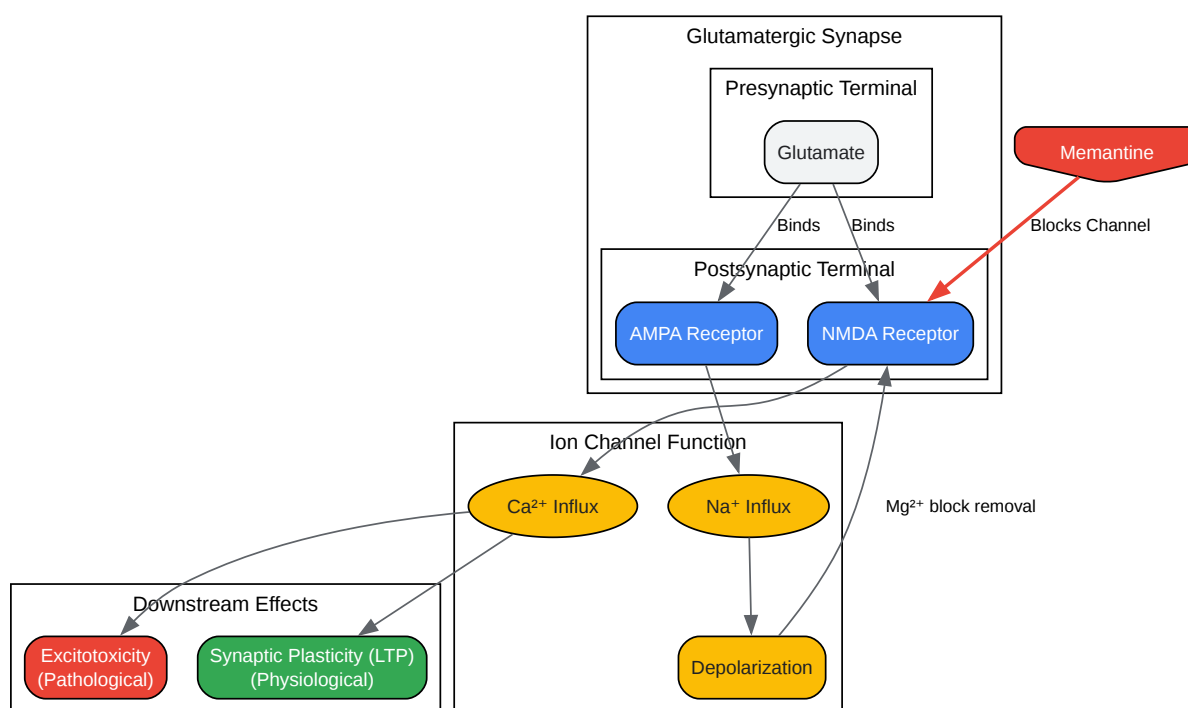 Glutamatergic Synapse
Presynaptic Terminal
Glutamate
Memantine
Binds
Binds
Blocks Channel
Postsynaptic Terminal
AMPA Receptor
NMDA Receptor
Ion Channel Function
Ca²⁺ Influx
Na⁺ Influx
Mg²⁺ block removal
Downstream Effects
Excitotoxicity
(Pathological)
Synaptic Plasticity (LTP)
(Physiological)
Depolarization